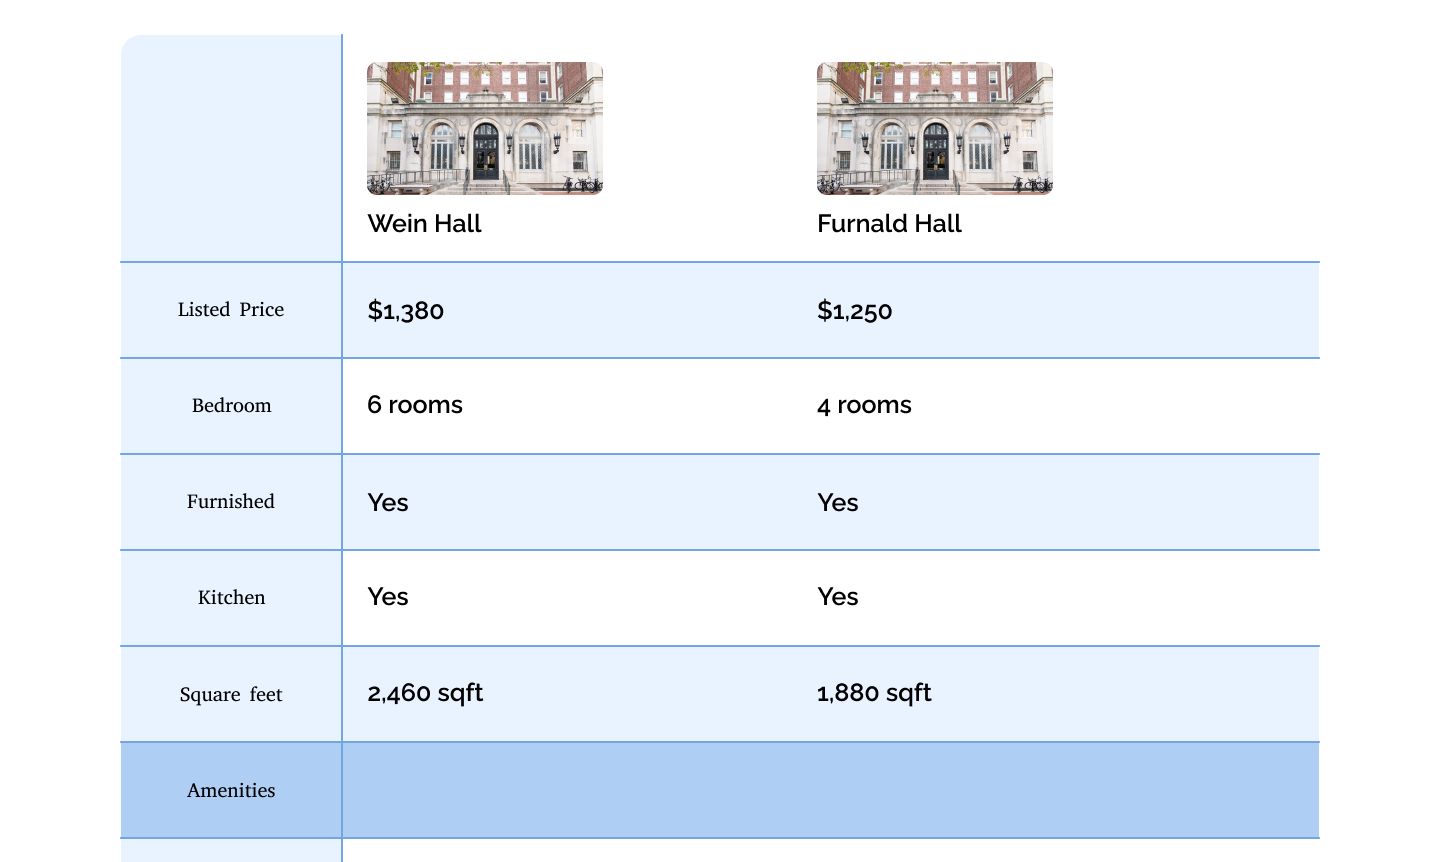 Wein Hall Furnald Hall
Listed Price $1,380 $1,250
Bedroom 6 rooms 4 rooms
Furnished Yes Yes
Kitchen Yes Yes
Square feet 2,460 sqft 1,880 sqft
Amenities